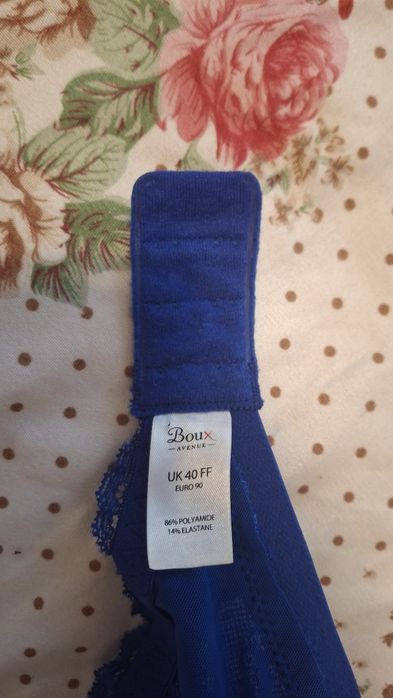 Boux
AVENUE
UK 40 FF
EURO 90
86% POLYAMIDE
14% ELASTANE